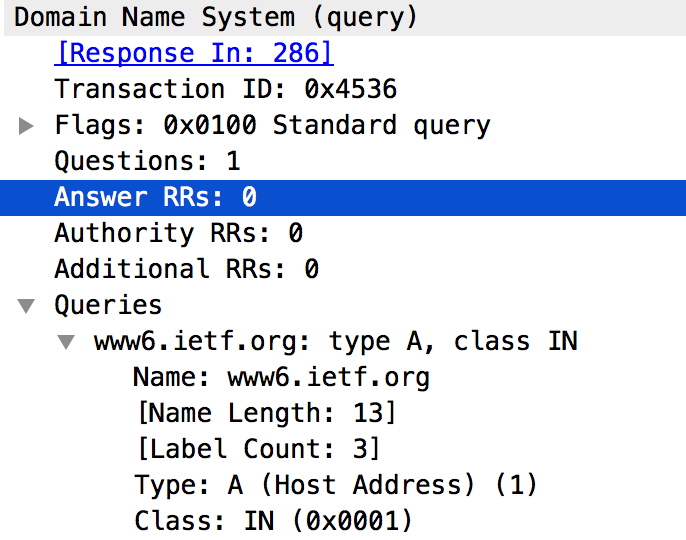 Domain Name System (query)
[Response In: 286]
Transaction ID: 0x4536
Flags: 0x0100 Standard query
Questions: 1
Answer RRs: 0
Authority RRs: 0
Additional RRs: 0
Queries
www6.ietf.org: type A, class IN
Name: www6.ietf.org
[Name Length: 13]
[Label Count: 3]
Type: A (Host Address) (1)
Class: IN (0x0001)